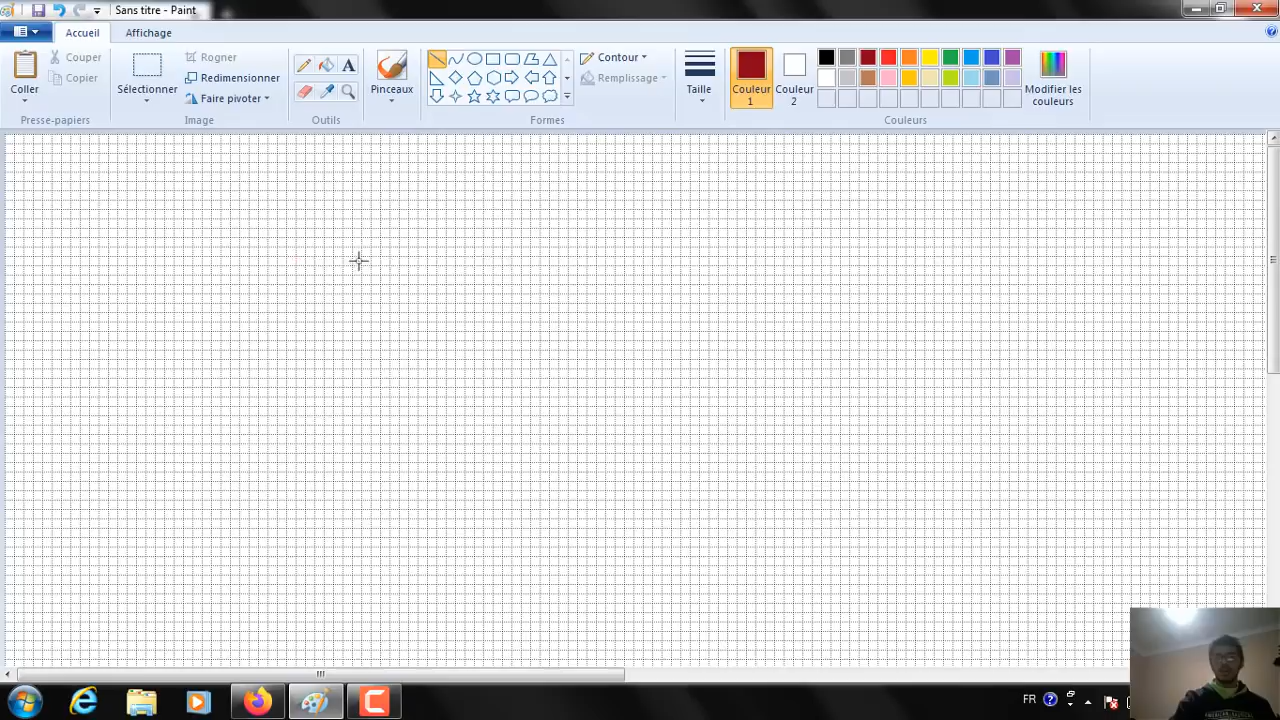 Sans titre - Paint
Accueil
Affichage
Coller
Couper
Copier
Presse-papiers
Sélectionner
Rogner
Redimensionner
Faire pivoter
Image
A
Outils
Pinceaux
Contour
Remplissage
Formes
Taille
Couleur 1
Couleur 2
Modifier les couleurs
Couleurs
FR